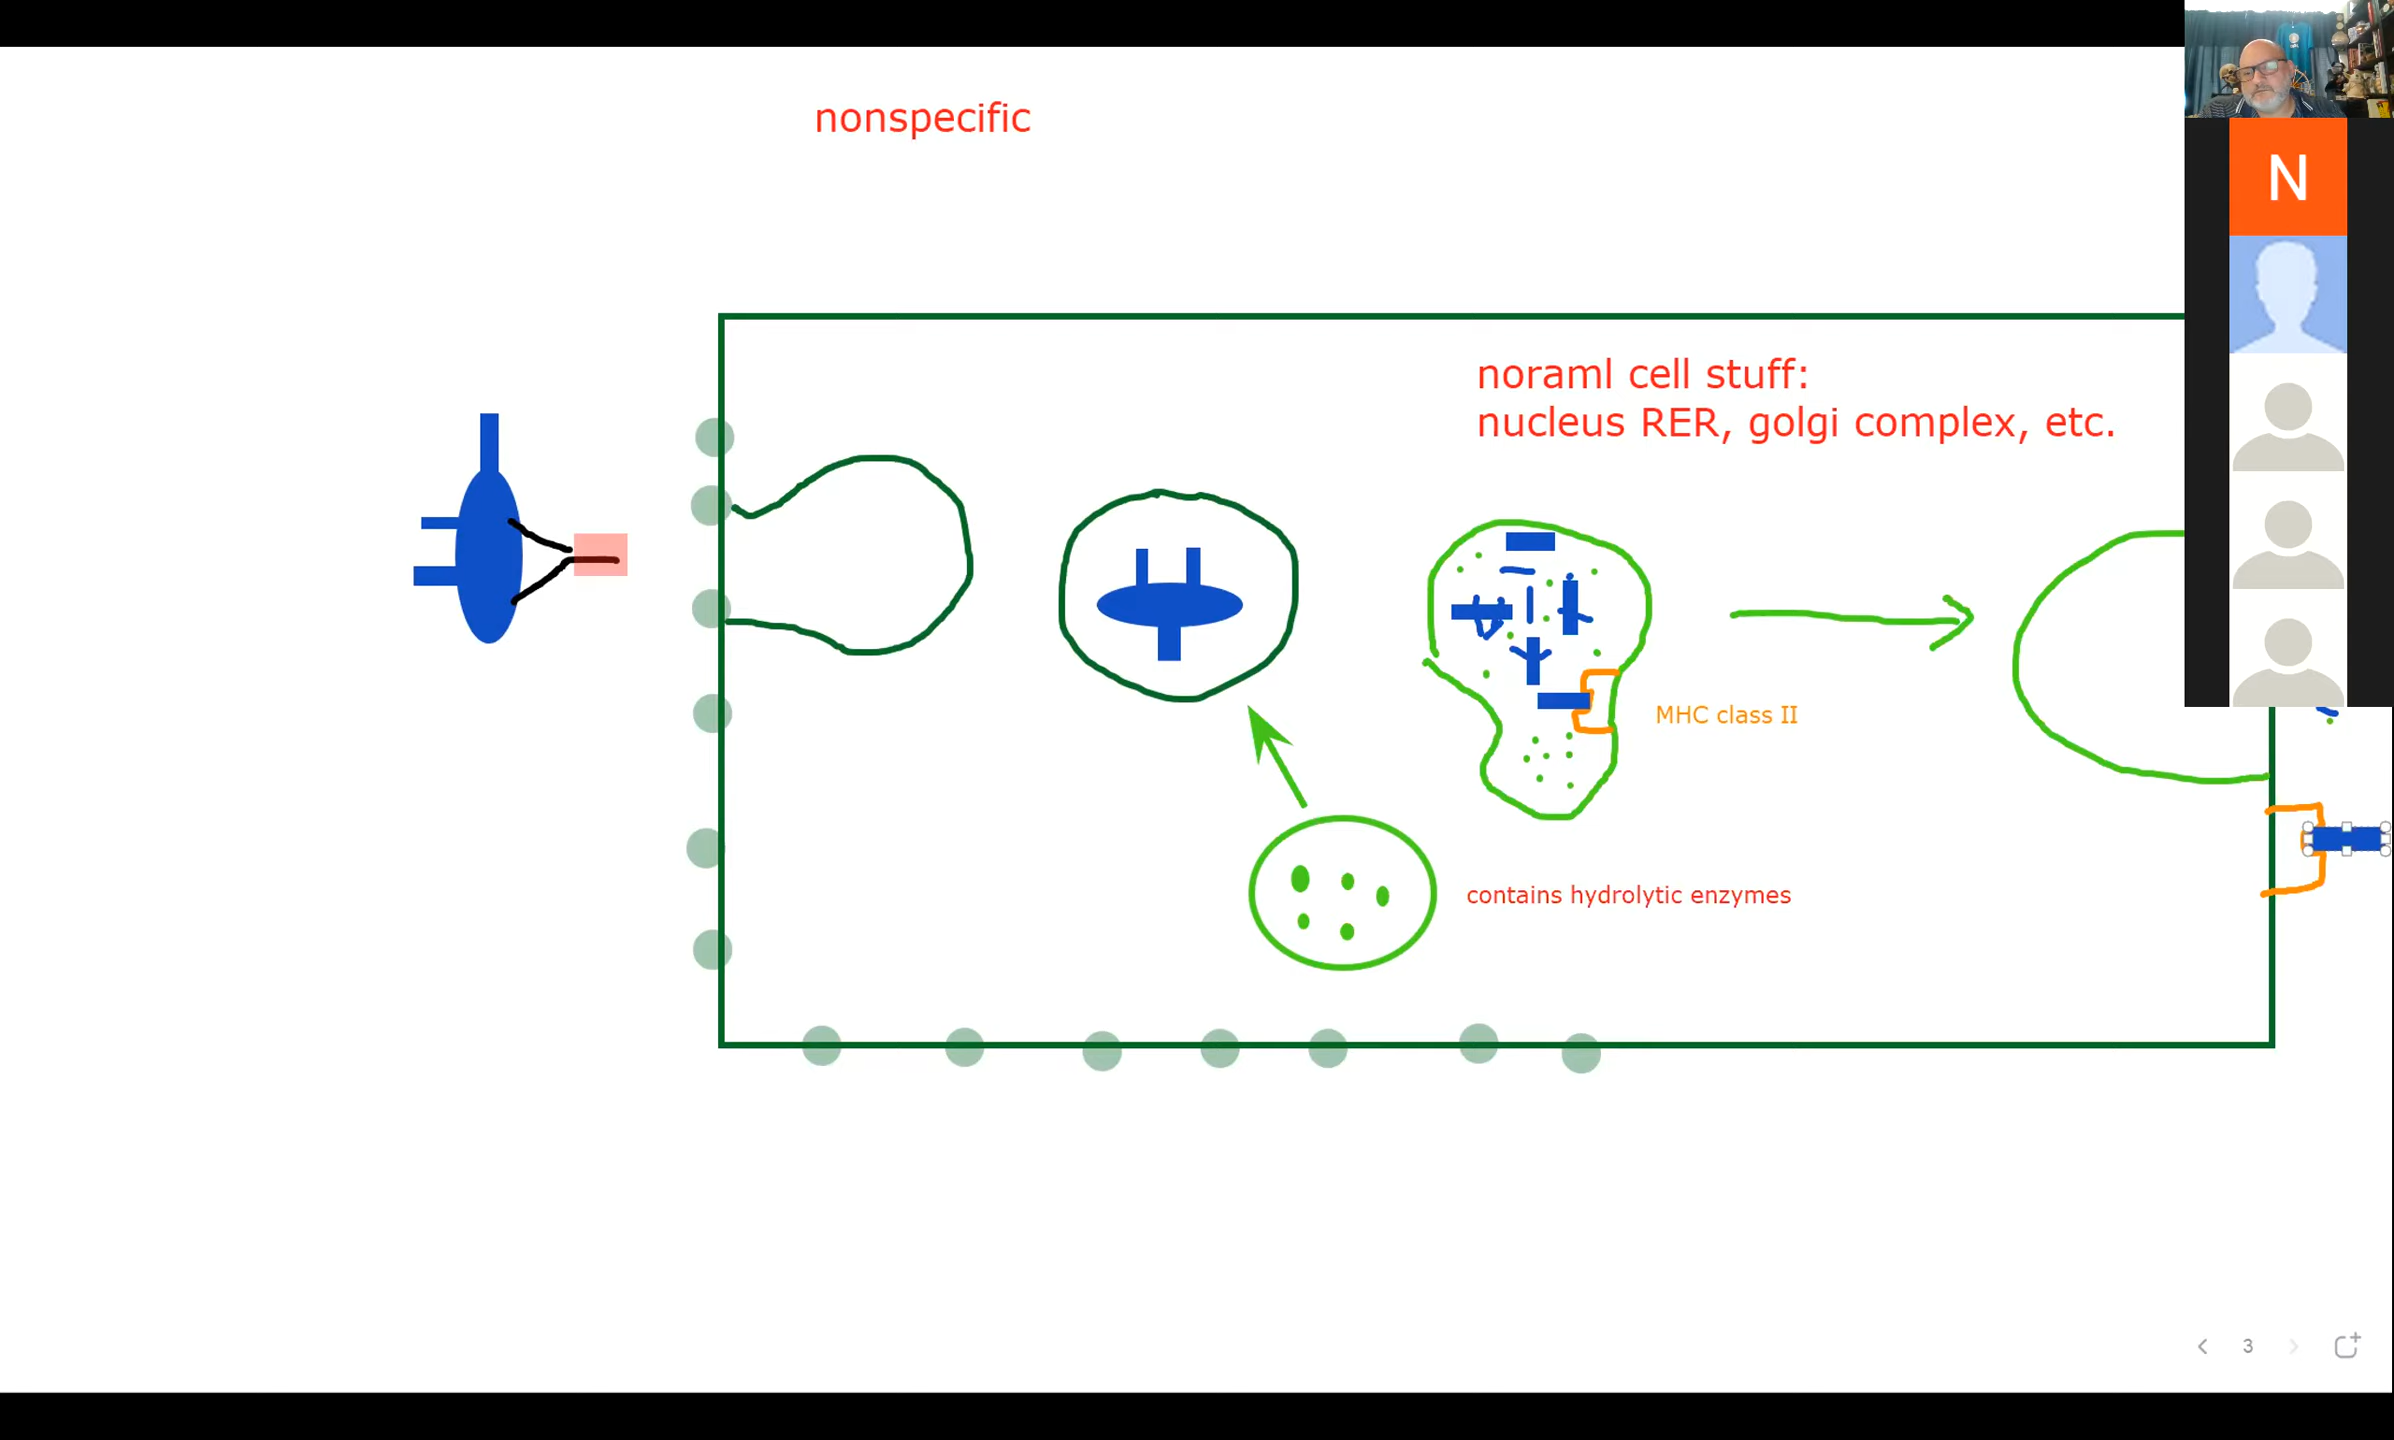 nonspecific
N
noraml cell stuff:
nucleus RER, golgi complex, etc.
MHC class II
contains hydrolytic enzymes
3